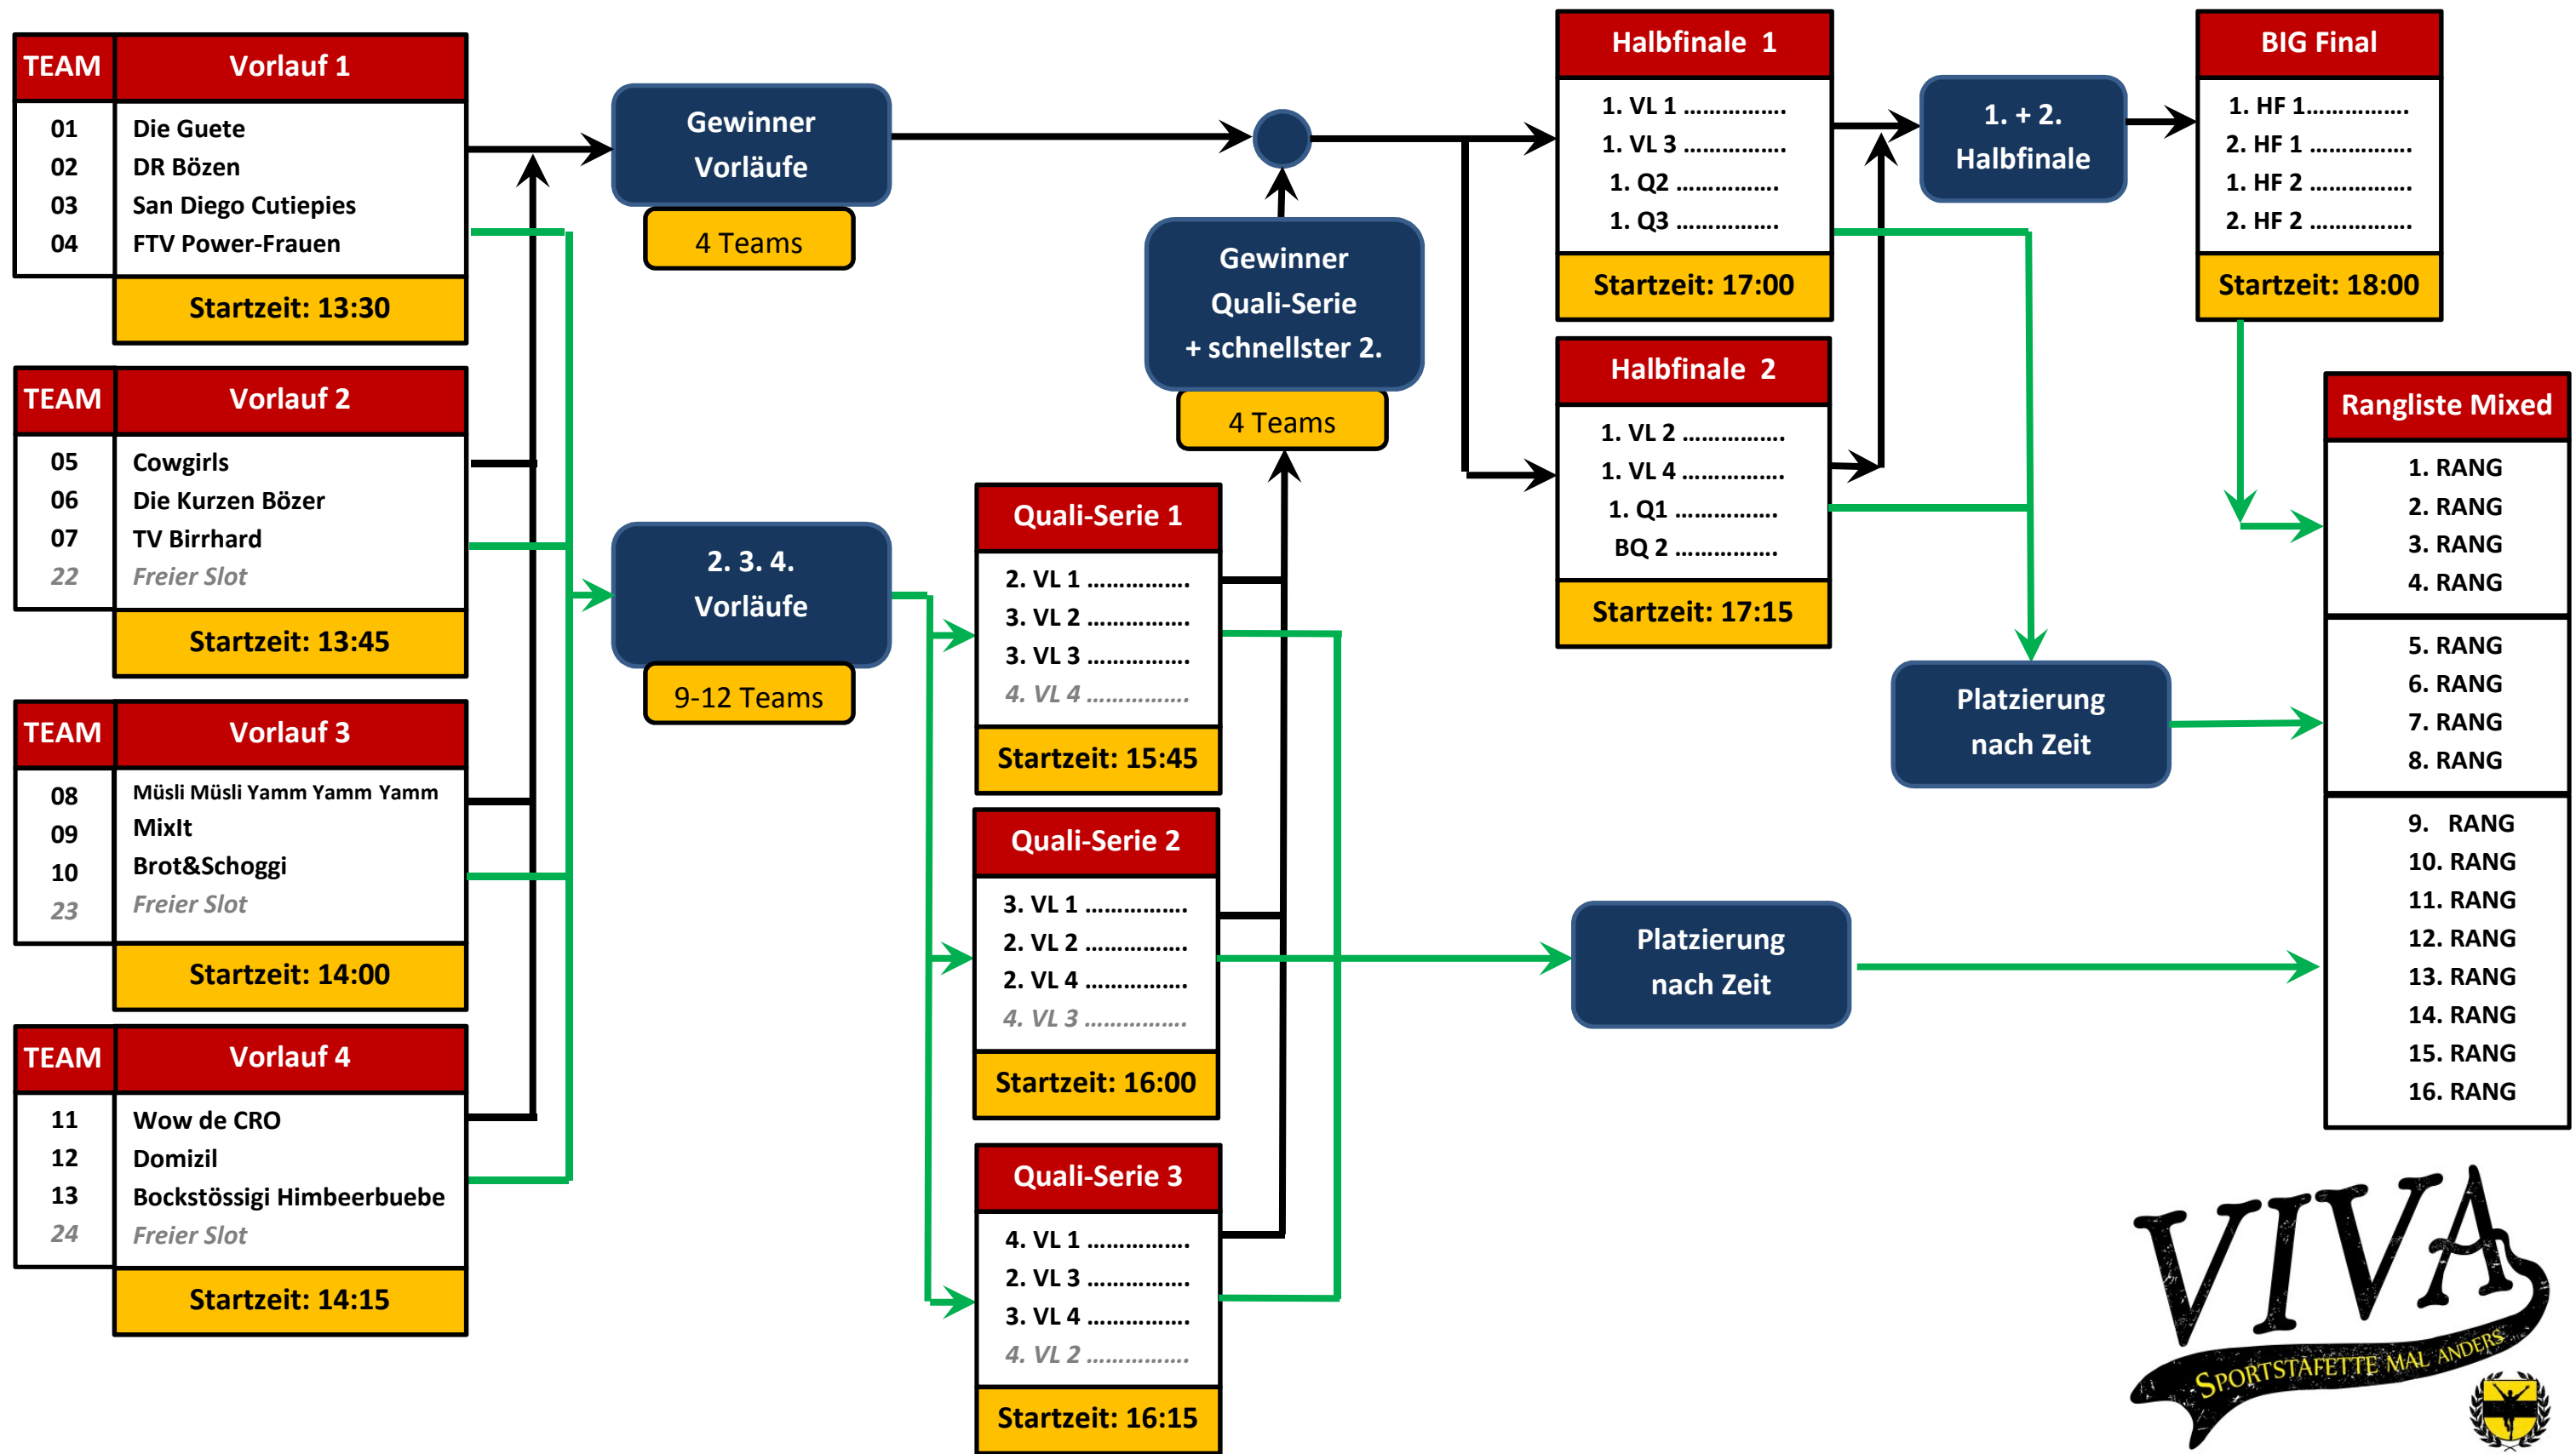 TEAM Vorlauf 1
01 Die Guete
02 DR Bözen
03 San Diego Cutiepies
04 FTV Power-Frauen
Startzeit: 13:30
TEAM Vorlauf 2
05 Cowgirls
06 Die Kurzen Bözer
07 TV Birrhard
22 Freier Slot
Startzeit: 13:45
TEAM Vorlauf 3
08 Müsli Müsli Yamm Yamm Yamm
09 MixIt
10 Brot&Schoggi
23 Freier Slot
Startzeit: 14:00
TEAM Vorlauf 4
11 Wow de CRO
12 Domizil
13 Bockstössigi Himbeerbuebe
24 Freier Slot
Startzeit: 14:15
Gewinner
Vorläufe
4 Teams
2. 3. 4.
Vorläufe
9-12 Teams
Quali-Serie 1
2. VL 1 ................
3. VL 2 ................
3. VL 3 ................
4. VL 4 ................
Startzeit: 15:45
Quali-Serie 2
3. VL 1 ................
2. VL 2 ................
2. VL 4 ................
4. VL 3 ................
Startzeit: 16:00
Quali-Serie 3
4. VL 1 ................
2. VL 3 ................
3. VL 4 ................
4. VL 2 ................
Startzeit: 16:15
Gewinner
Quali-Serie
+ schnellster 2.
4 Teams
Halbfinale 1
1. VL 1 ................
1. VL 3 ................
1. Q2 ................
1. Q3 ................
Startzeit: 17:00
Halbfinale 2
1. VL 2 ................
1. VL 4 ................
1. Q1 ................
BQ 2 ................
Startzeit: 17:15
1. + 2.
Halbfinale
BIG Final
1. HF 1................
2. HF 1 ................
1. HF 2 ................
2. HF 2 ................
Startzeit: 18:00
Platzierung
nach Zeit
Platzierung
nach Zeit
Rangliste Mixed
1. RANG
2. RANG
3. RANG
4. RANG
5. RANG
6. RANG
7. RANG
8. RANG
9. RANG
10. RANG
11. RANG
12. RANG
13. RANG
14. RANG
15. RANG
16. RANG
VIVA
SPORTSTAFETTE MAL ANDERS